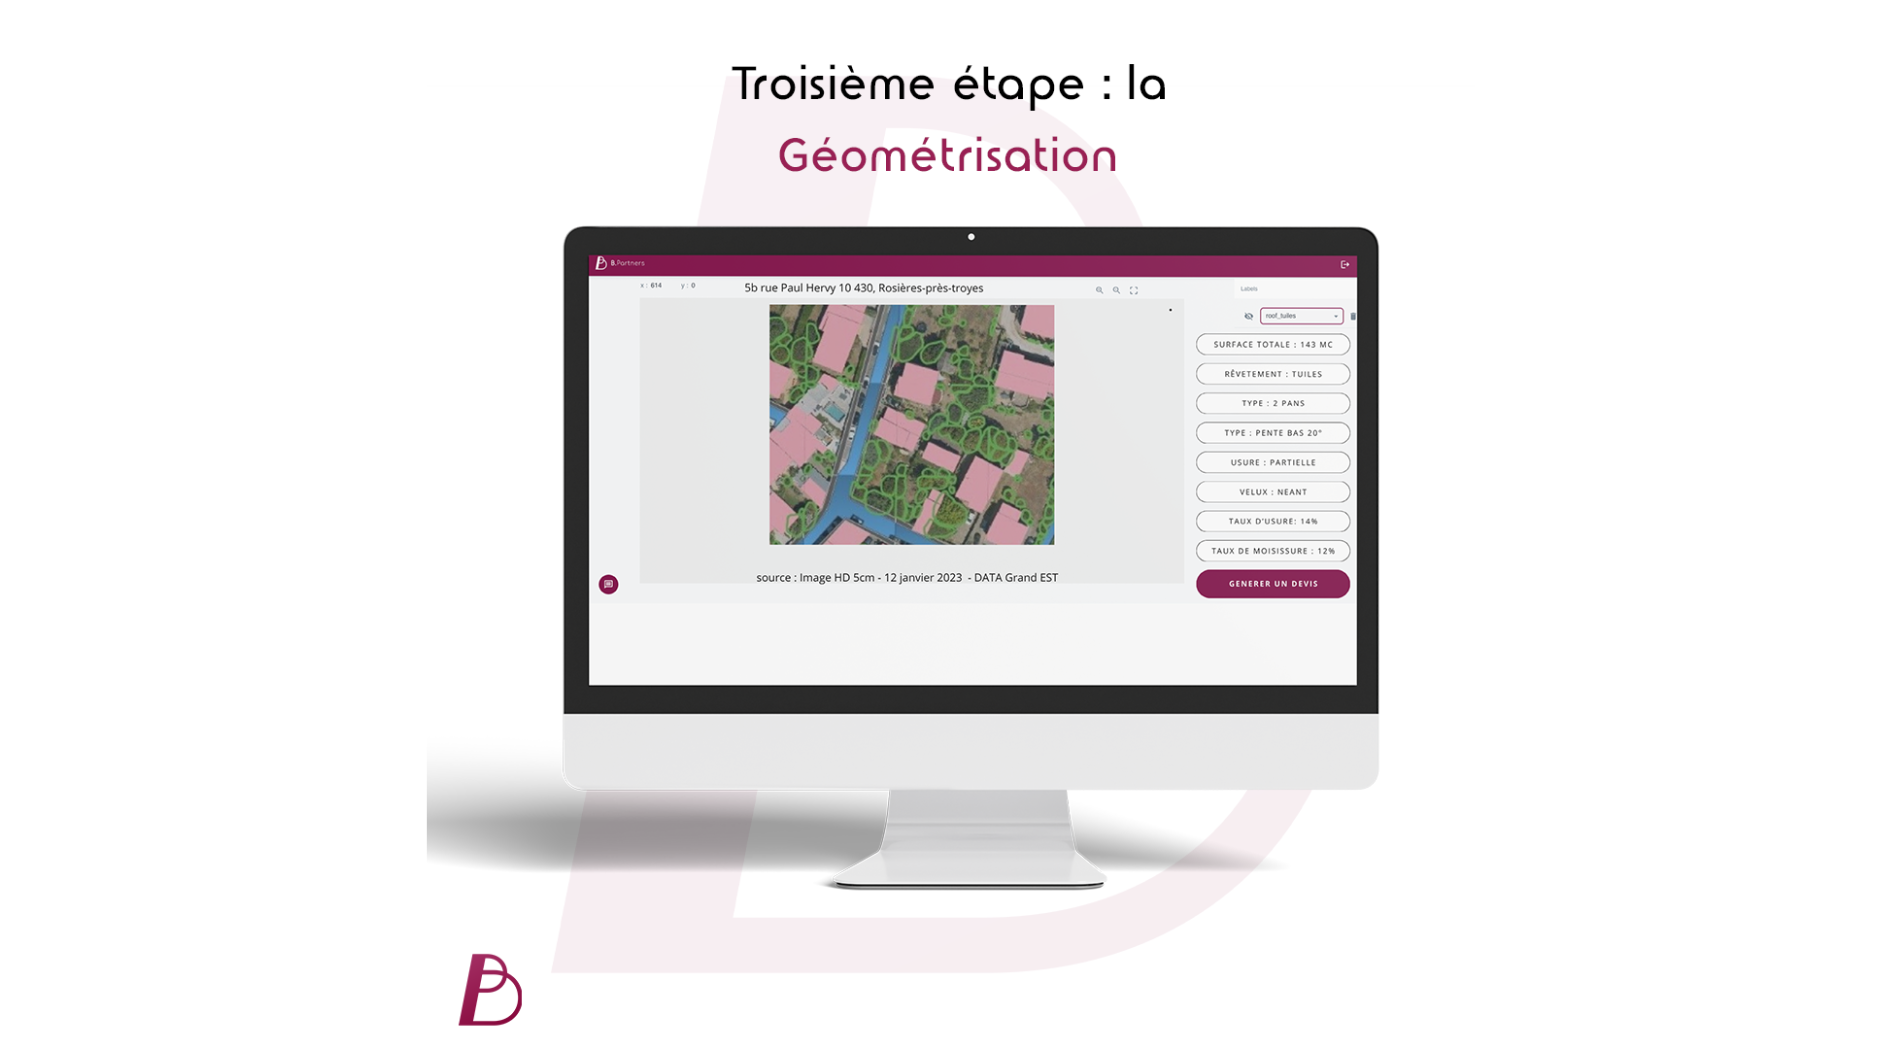 Troisième étape : la
Géométrisation
B.Partners
x : 614 y : 0
5b rue Paul Hervy 10 430, Rosières-près-troyes
Labels
roof_tuiles
SURFACE TOTALE : 143 MC
RÊVETEMENT : TUILES
TYPE : 2 PANS
TYPE : PENTE BAS 20°
USURE : PARTIELLE
VELUX : NEANT
TAUX D'USURE: 14%
TAUX DE MOISISSURE : 12%
source : Image HD 5cm - 12 janvier 2023 - DATA Grand EST
GENERER UN DEVIS